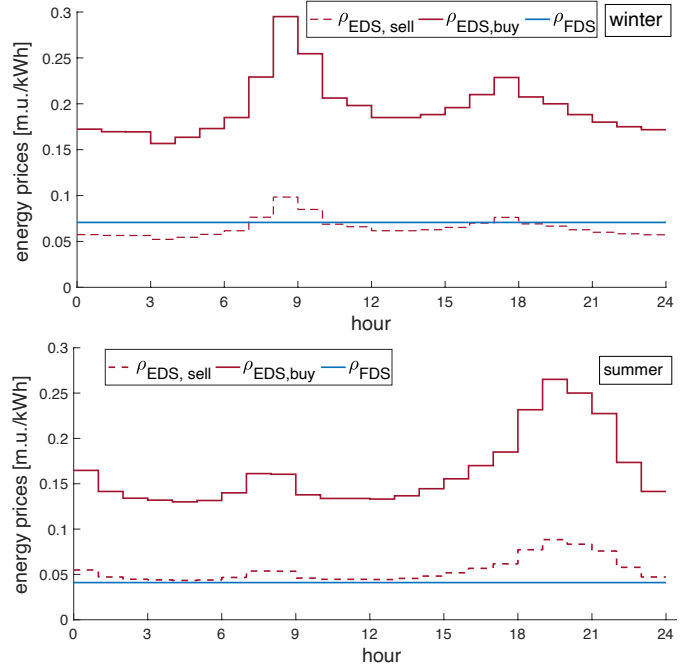 0.3
ρEDS, sell ρEDS,buy ρFDS
winter
0.25
0.2
0.15
0.1
0.05
0
energy prices [m.u./kWh]
0 3 6 9 12 15 18 21 24
hour
0.3
ρEDS, sell ρEDS,buy ρFDS
summer
0.25
0.2
0.15
0.1
0.05
0
energy prices [m.u./kWh]
0 3 6 9 12 15 18 21 24
hour